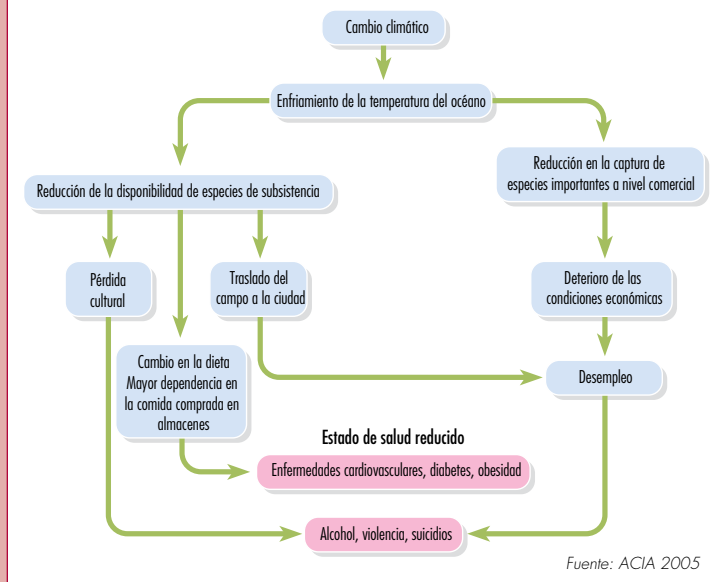 Cambio climático
Enfriamiento de la temperatura del océano
Reducción en la captura de
especies importantes a nivel comercial
Reducción de la disponibilidad de especies de subsistencia
Pérdida
cultural
Traslado del
campo a la ciudad
Deterioro de las
condiciones económicas
Cambio en la dieta
Mayor dependencia en
la comida comprada en
almacenes
Desempleo
Estado de salud reducido
Enfermedades cardiovasculares, diabetes, obesidad
Alcohol, violencia, suicidios
Fuente: ACIA 2005